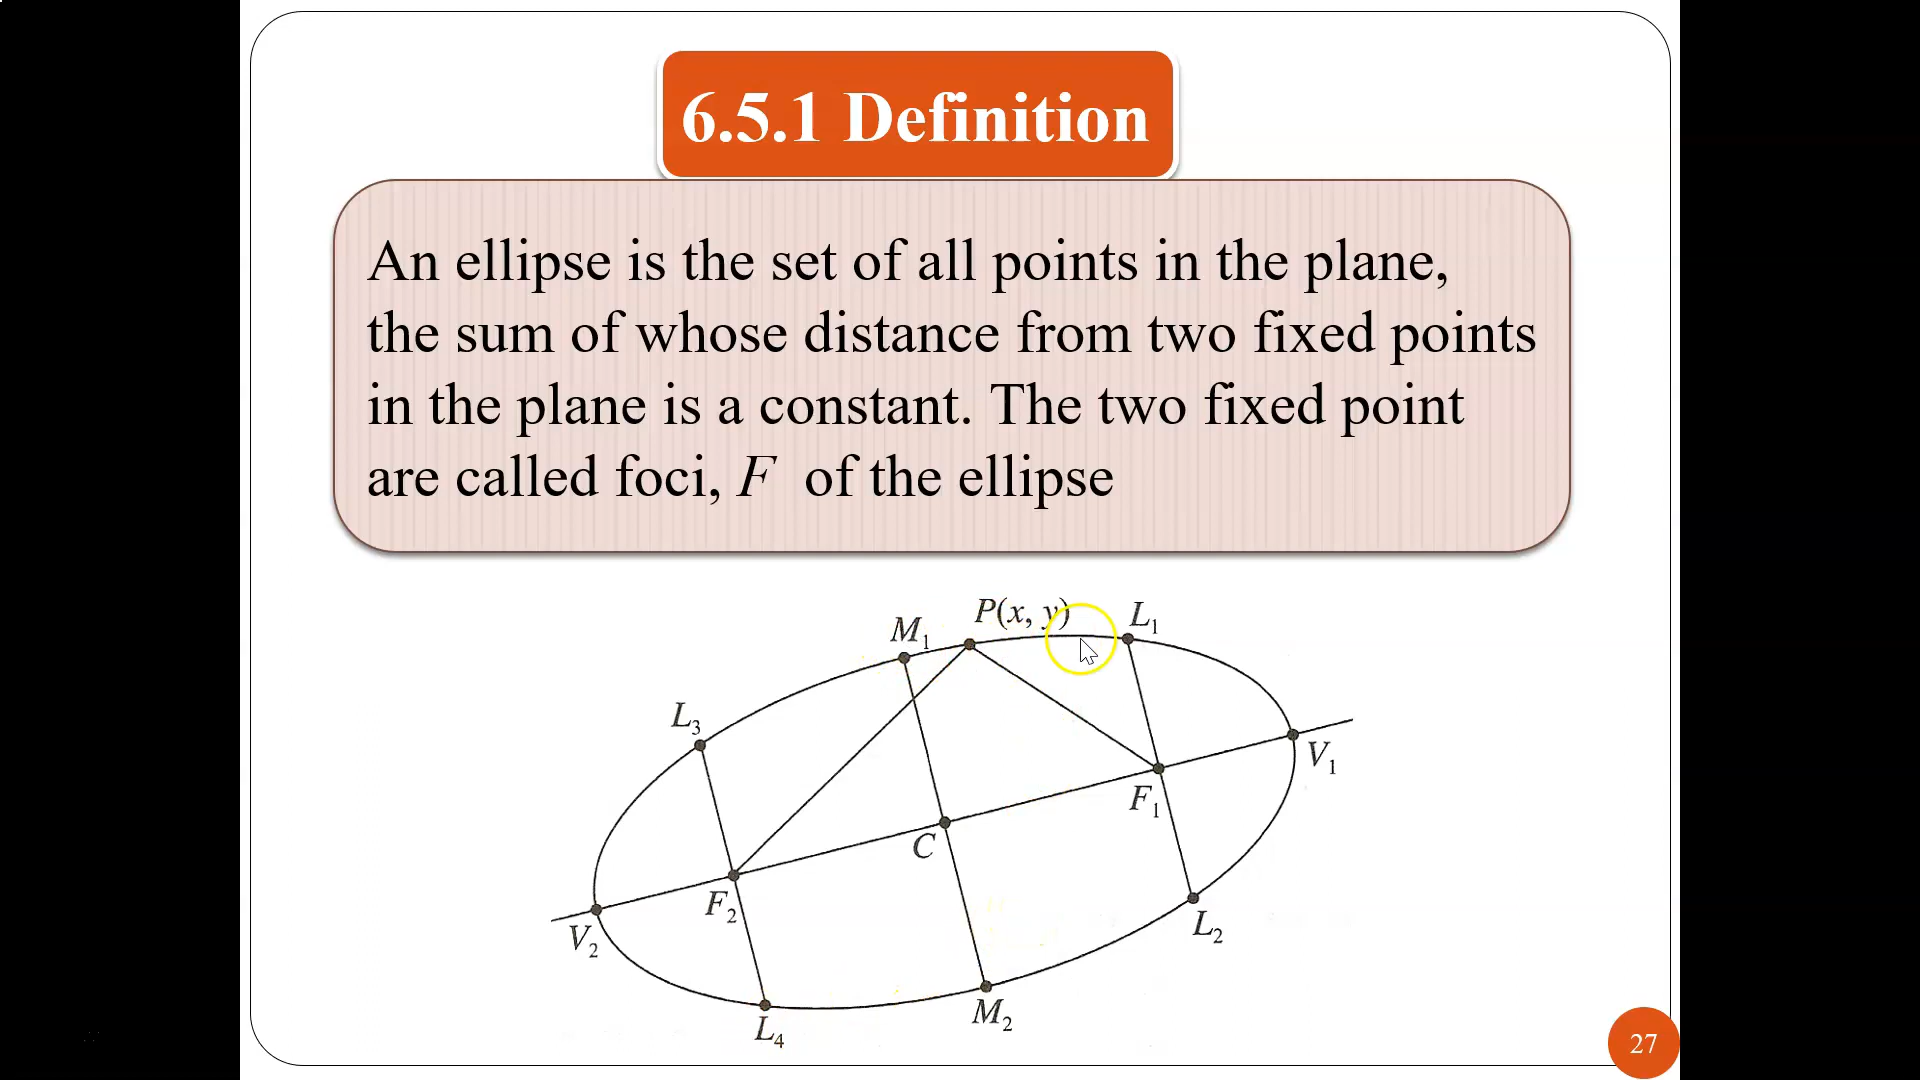 6.5.1 Definition
An ellipse is the set of all points in the plane,
the sum of whose distance from two fixed points
in the plane is a constant. The two fixed point
are called foci, F of the ellipse
P(x, y)
L₁
M₁
L₃
V₁
F₁
C
F₂
L₂
V₂
M₂
L₄
27